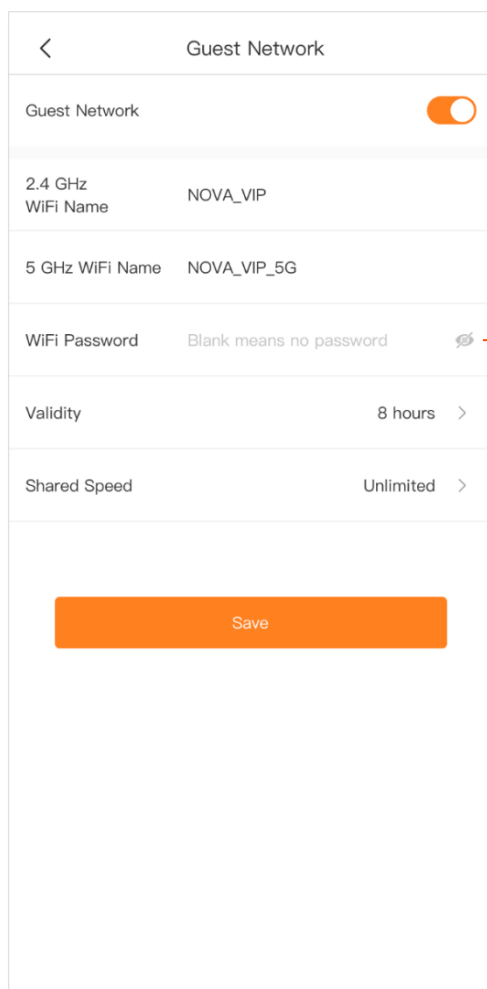 Guest Network
Guest Network
2.4 GHz
WiFi Name
NOVA_VIP
5 GHz WiFi Name NOVA_VIP_5G
WiFi Password Blank means no password
Validity 8 hours
Shared Speed Unlimited
Save